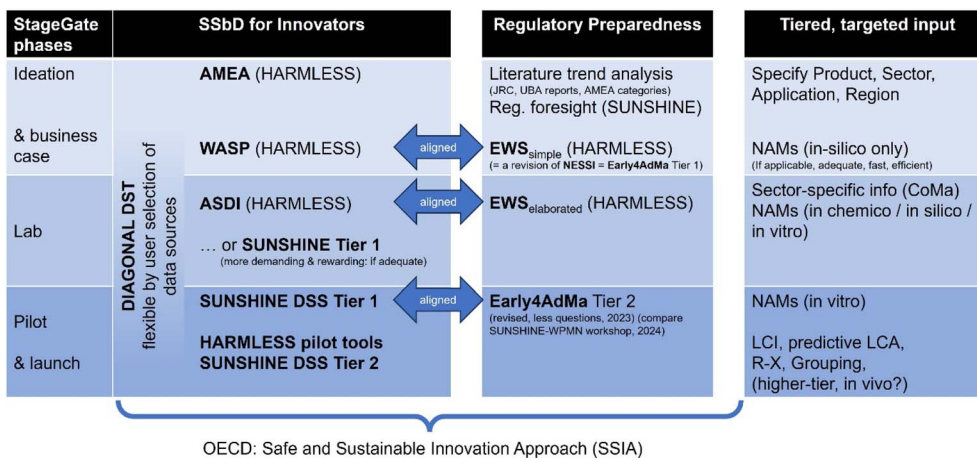 StageGate phases
SSbD for Innovators
Regulatory Preparedness
Tiered, targeted input
Ideation
AMEA (HARMLESS)
Literature trend analysis
(JRC, UBA reports, AMEA categories)
Reg. foresight (SUNSHINE)
Specify Product, Sector,
Application, Region
& business
case
WASP (HARMLESS)
aligned
EWSsimple (HARMLESS)
(= a revision of NESSI = Early4AdMa Tier 1)
NAMs (in-silico only)
(If applicable, adequate, fast, efficient)
DIAGONAL DST
flexible by user selection of
data sources
Lab
ASDI (HARMLESS)
aligned
EWSelaborated (HARMLESS)
Sector-specific info (CoMa)
NAMs (in chemico / in silico /
in vitro)
… or SUNSHINE Tier 1
(more demanding & rewarding: if adequate)
Pilot
SUNSHINE DSS Tier 1
aligned
Early4AdMa Tier 2
(revised, less questions, 2023) (compare
SUNSHINE-WPMN workshop, 2024)
NAMs (in vitro)
& launch
HARMLESS pilot tools
SUNSHINE DSS Tier 2
LCI, predictive LCA,
R-X, Grouping,
(higher-tier, in vivo?)
OECD: Safe and Sustainable Innovation Approach (SSIA)